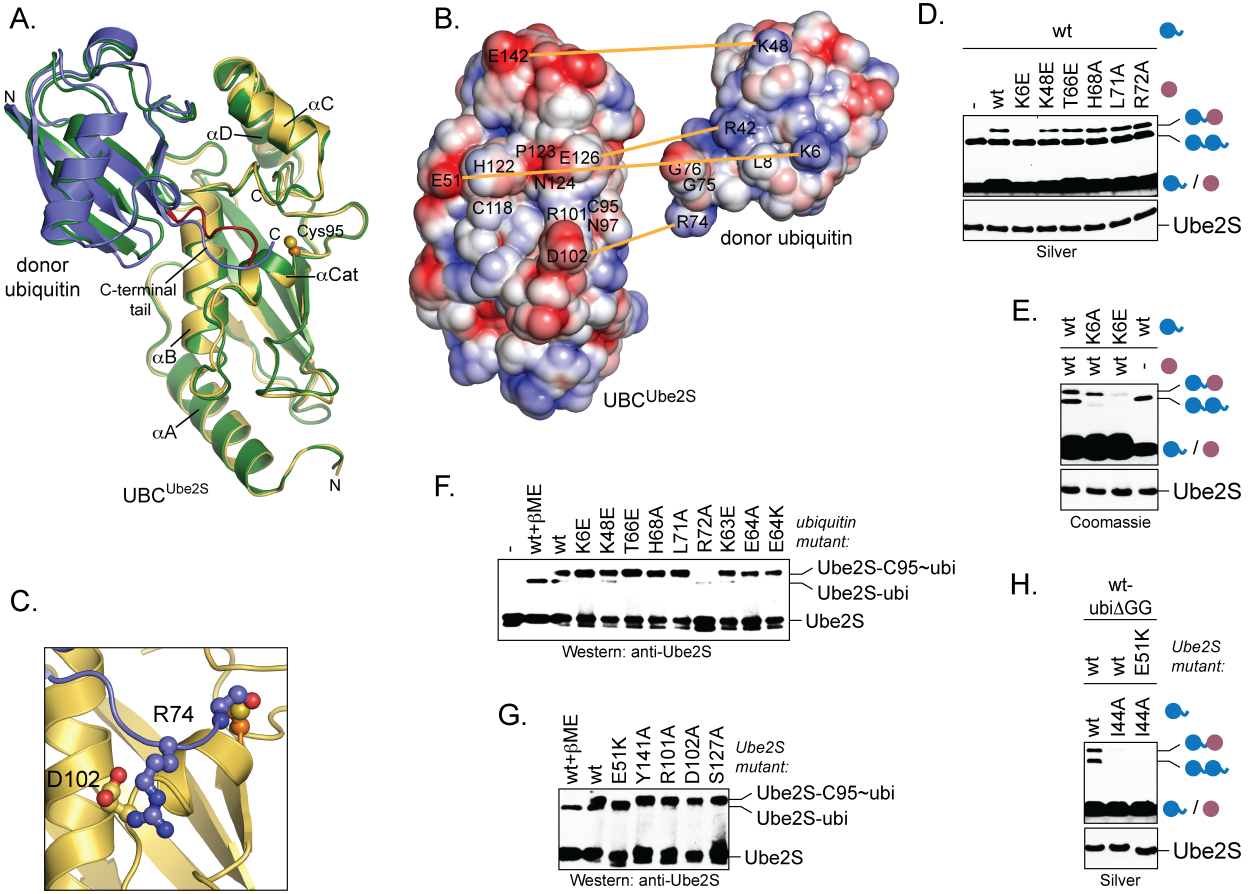 A.
N
αC
αD
C
Cys95
C
donor
ubiquitin
C-terminal
tail
αCat
αB
αA
N
UBC^Ube2S
B.
E142
K48
P123
E126
R42
H122
E51
N124
K6
L8
G76
G75
C118
R101
C95
N97
R74
D102
donor ubiquitin
UBC^Ube2S
C.
R74
D102
D.
wt
- wt K6E K48E T66E H68A L71A R72A
/
Ube2S
Silver
E.
wt K6A K6E wt
wt wt wt -
/
Ube2S
Coomassie
F.
- wt+βME wt K6E K48E T66E H68A L71A R72A K63E E64A E64K
ubiquitin
mutant:
Ube2S-C95~ubi
Ube2S-ubi
Ube2S
Western: anti-Ube2S
G.
wt+βME wt E51K Y141A R101A D102A S127A
Ube2S
mutant:
Ube2S-C95~ubi
Ube2S-ubi
Ube2S
Western: anti-Ube2S
H.
wt-
ubiΔGG
wt wt E51K
Ube2S
mutant:
wt I44A I44A
/
Ube2S
Silver